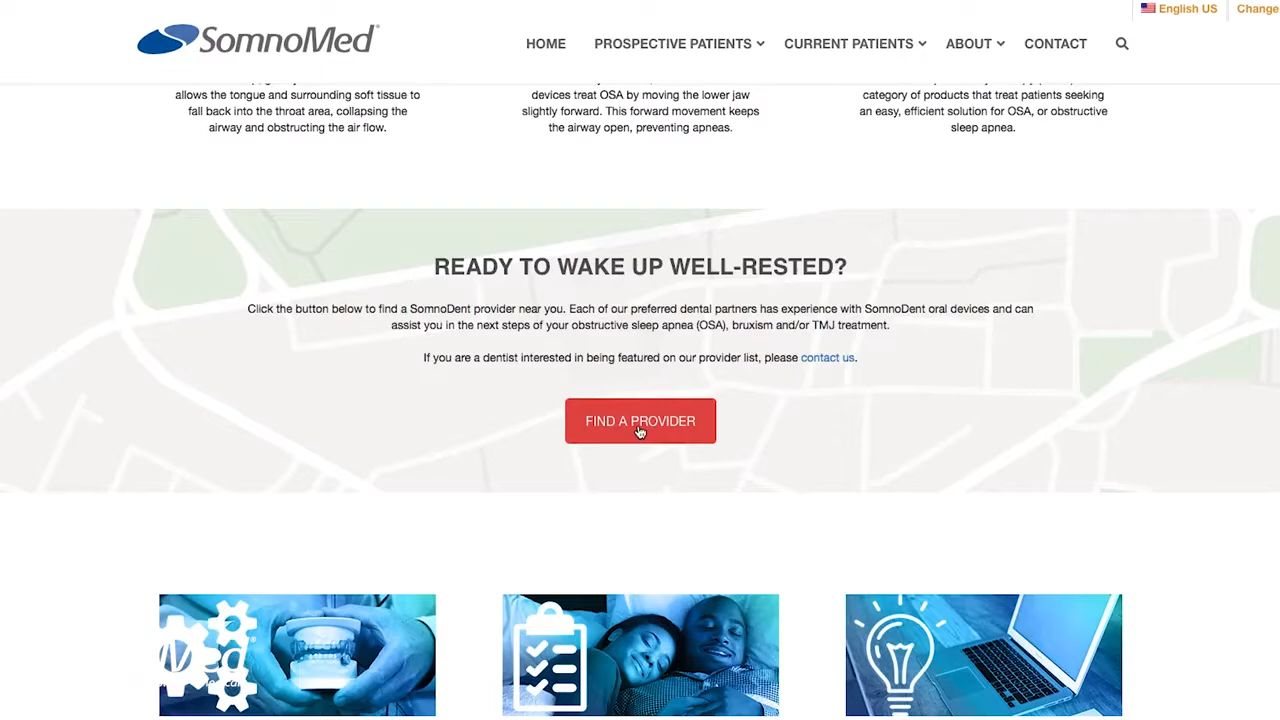 English US
Change
SomnoMed
HOME
PROSPECTIVE PATIENTS
CURRENT PATIENTS
ABOUT
CONTACT
allows the tongue and surrounding soft tissue to
fall back into the throat area, collapsing the
airway and obstructing the air flow.
devices treat OSA by moving the lower jaw
slightly forward. This forward movement keeps
the airway open, preventing apneas.
category of products that treat patients seeking
an easy, efficient solution for OSA, or obstructive
sleep apnea.
READY TO WAKE UP WELL-RESTED?
Click the button below to find a SomnoDent provider near you. Each of our preferred dental partners has experience with SomnoDent oral devices and can
assist you in the next steps of your obstructive sleep apnea (OSA), bruxism and/or TMJ treatment.
If you are a dentist interested in being featured on our provider list, please contact us.
FIND A PROVIDER
Med